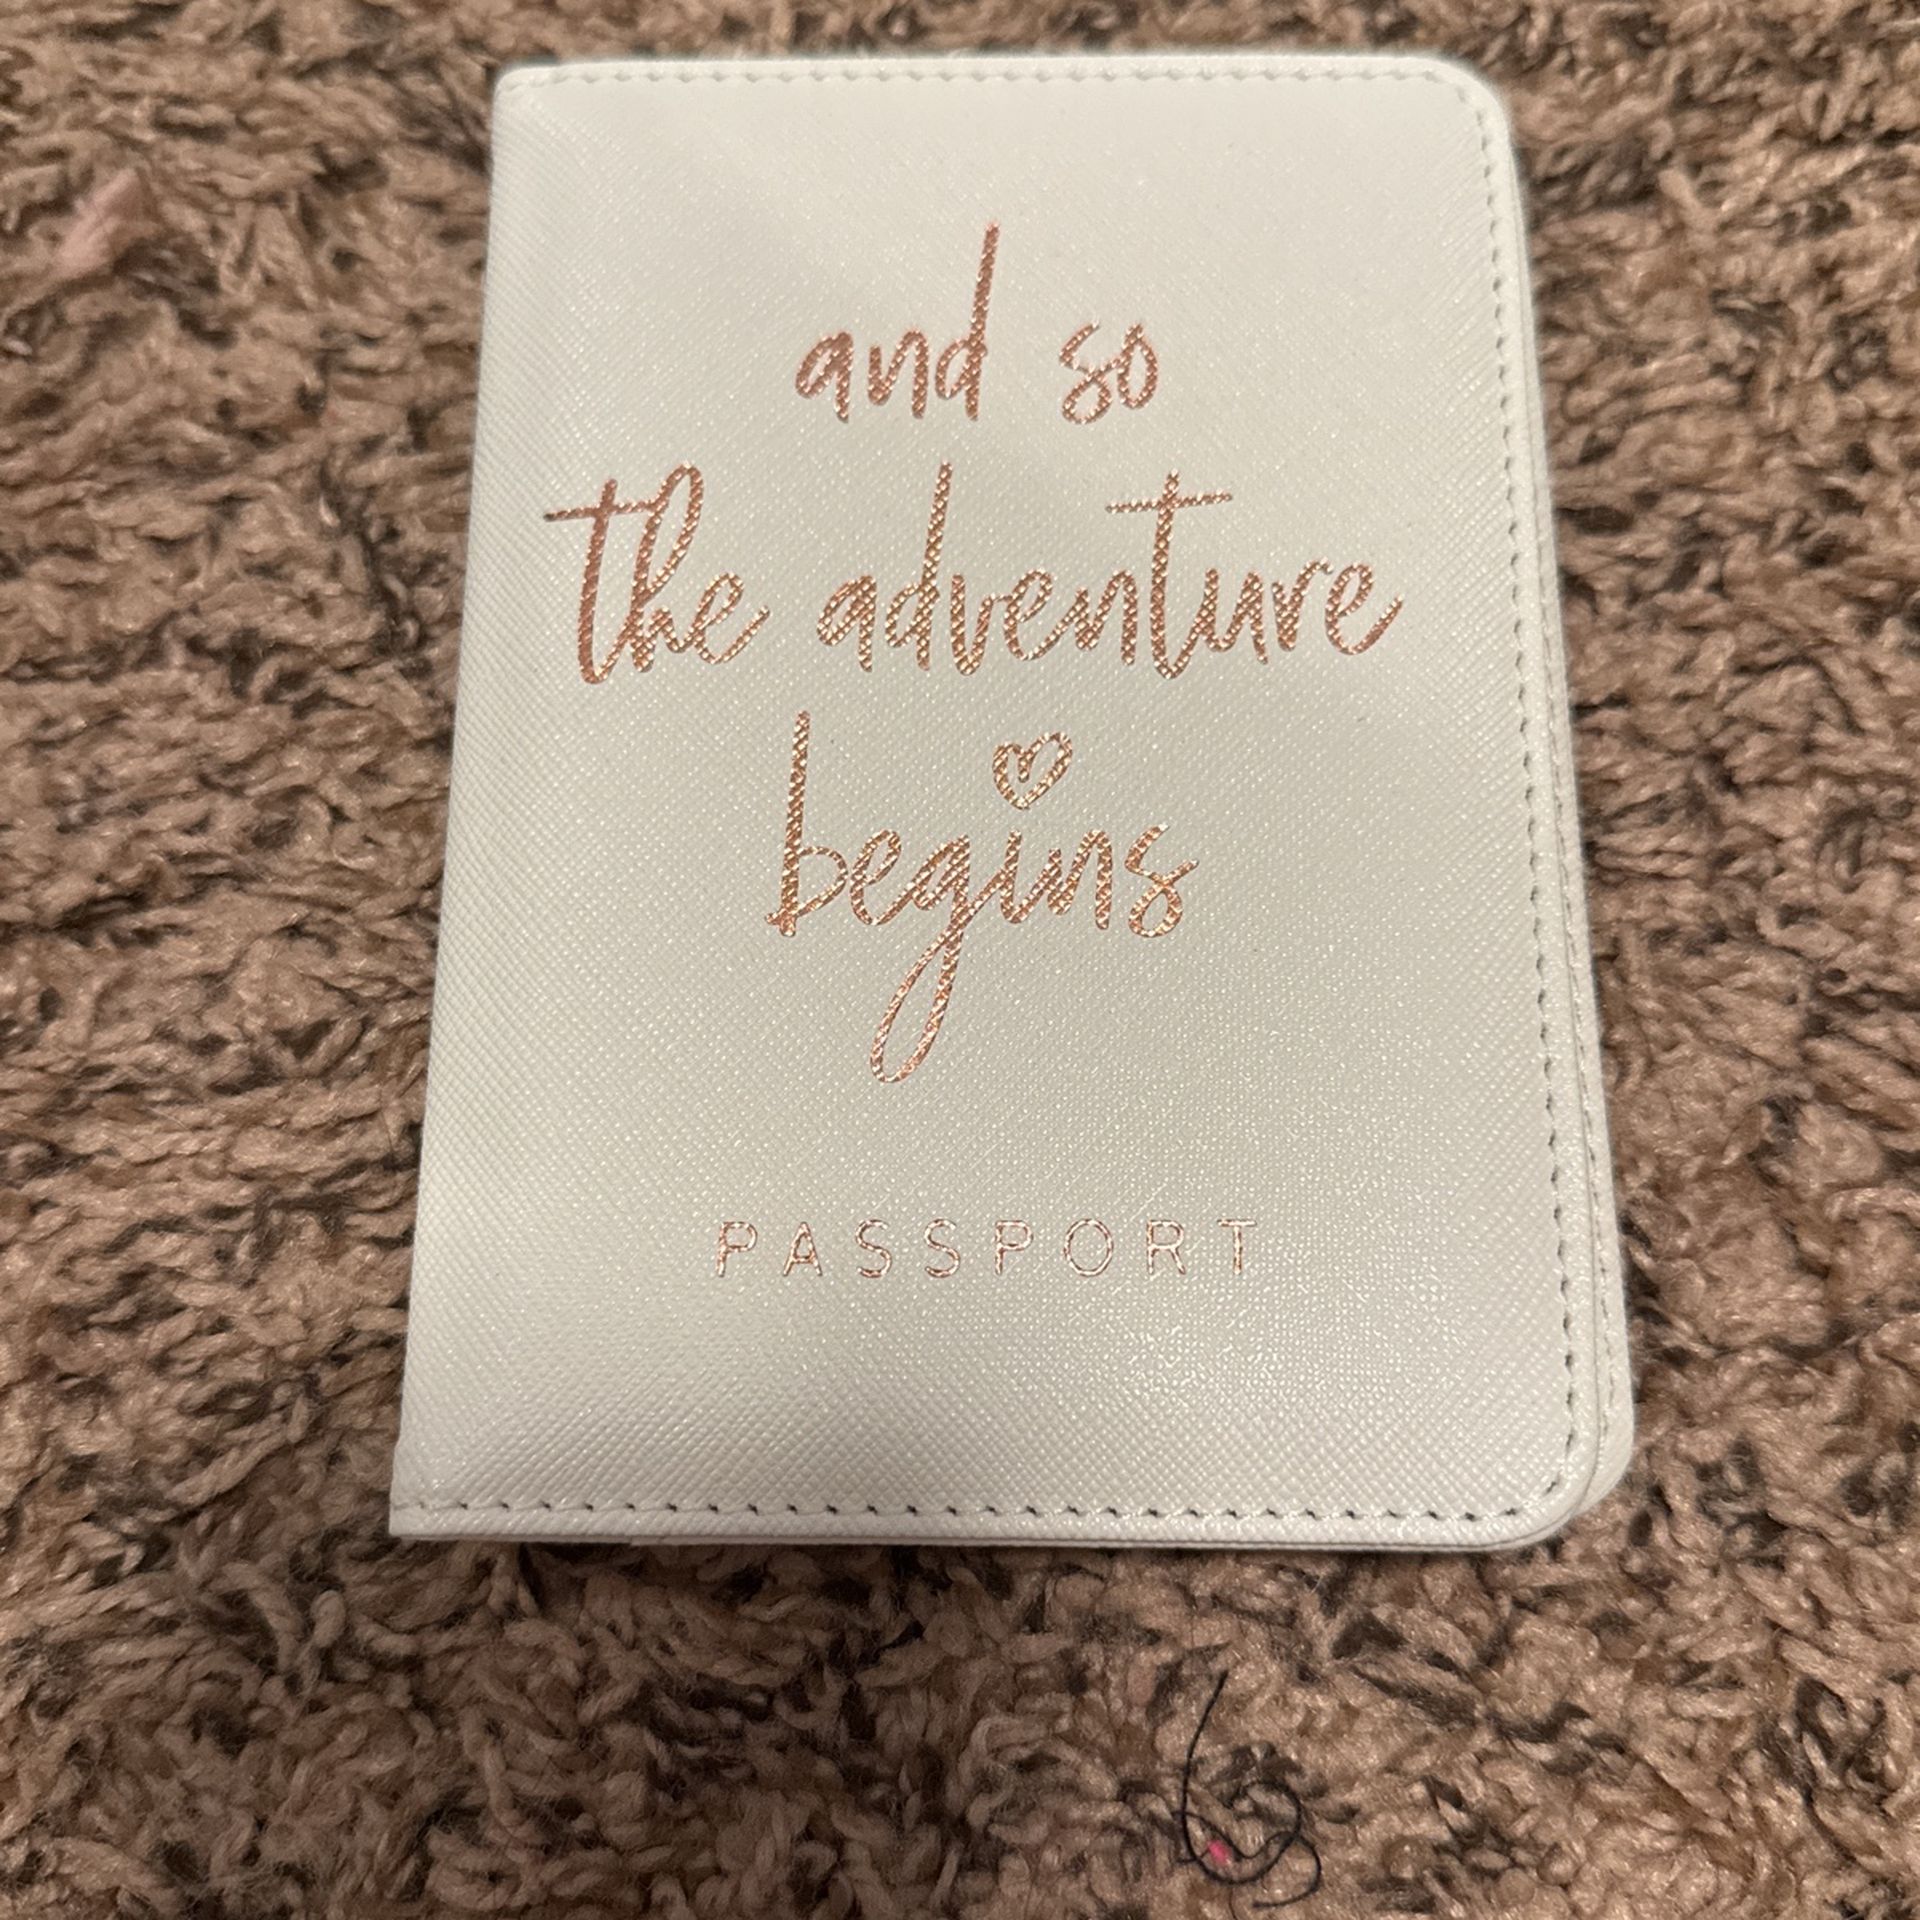 and so
the adventure
begins
PASSPORT